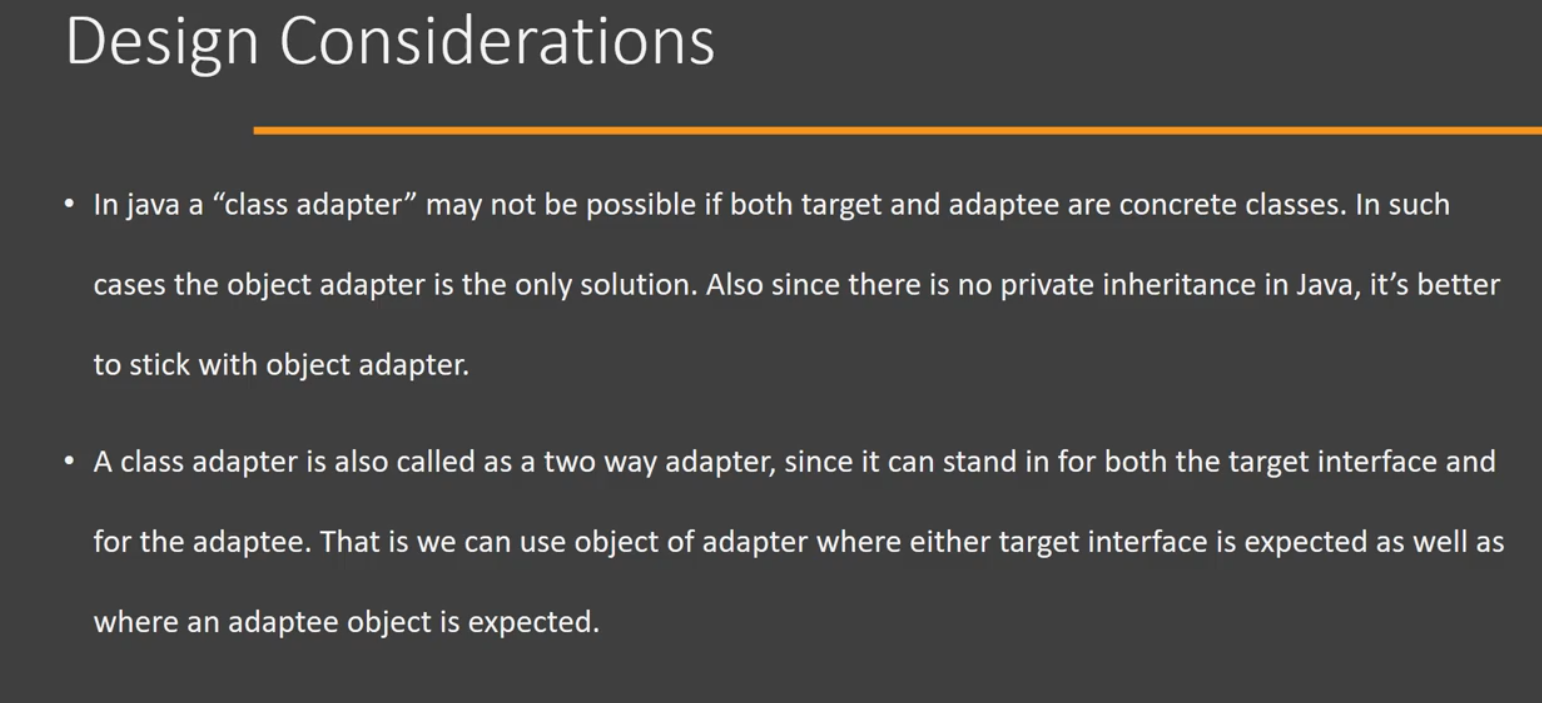 Design Considerations
• In java a “class adapter” may not be possible if both target and adaptee are concrete classes. In such
cases the object adapter is the only solution. Also since there is no private inheritance in Java, it’s better
to stick with object adapter.
• A class adapter is also called as a two way adapter, since it can stand in for both the target interface and
for the adaptee. That is we can use object of adapter where either target interface is expected as well as
where an adaptee object is expected.